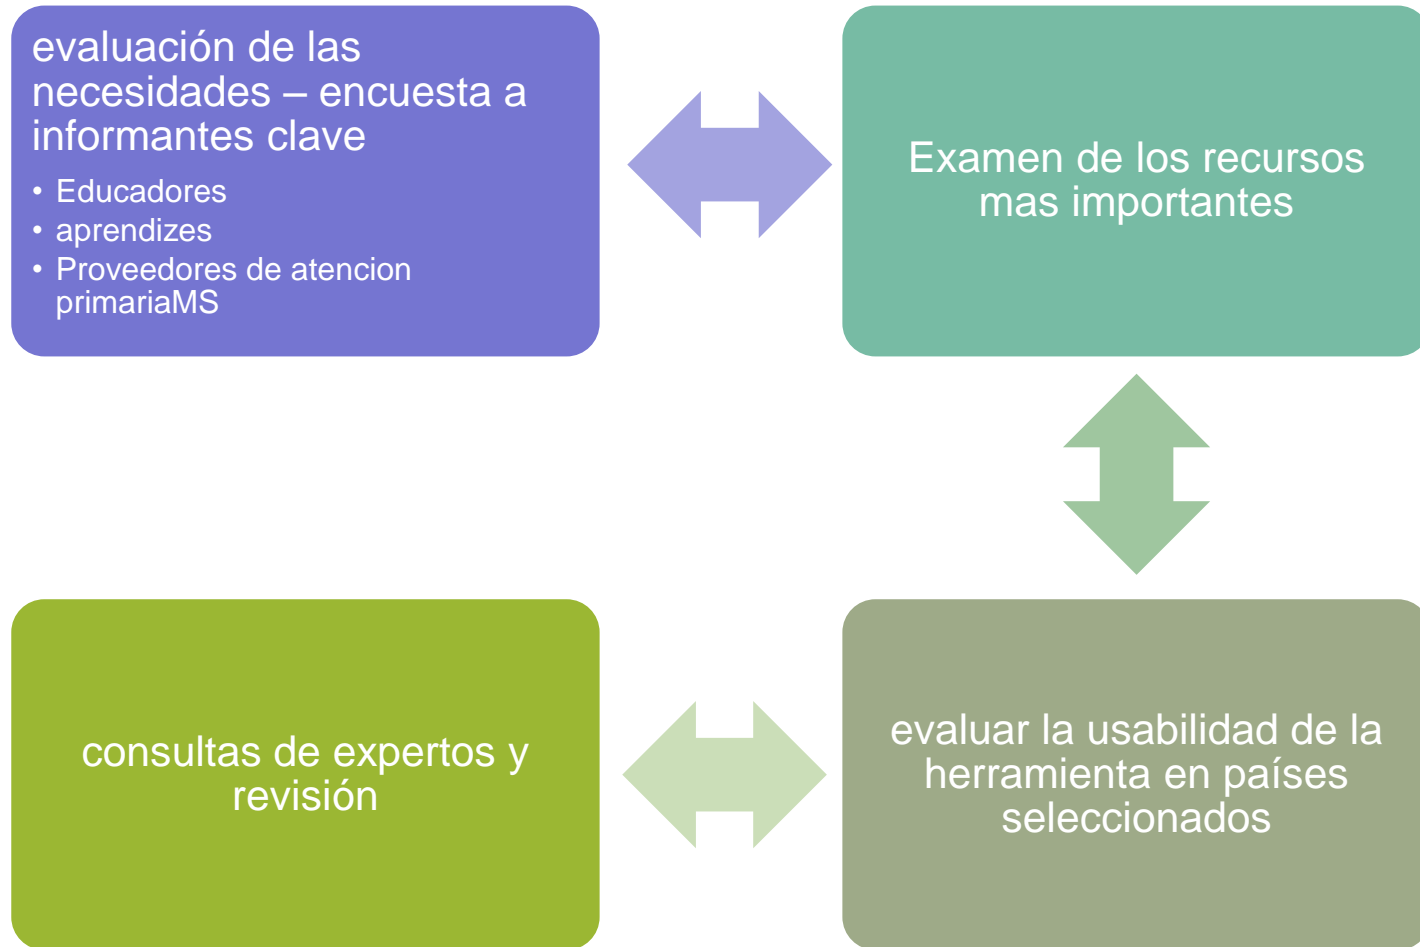 evaluación de las
necesidades – encuesta a
informantes clave
• Educadores
• aprendizes
• Proveedores de atencion
primariaMS
Examen de los recursos
mas importantes
consultas de expertos y
revisión
evaluar la usabilidad de la
herramienta en países
seleccionados